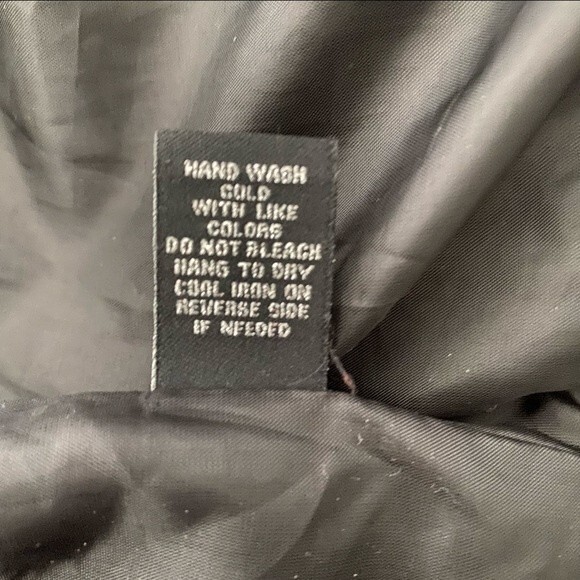 HAND WASH
COLD
WITH LIKE
COLORS
DO NOT BLEACH
HANG TO DRY
COOL IRON ON
REVERSE SIDE
IF NEEDED